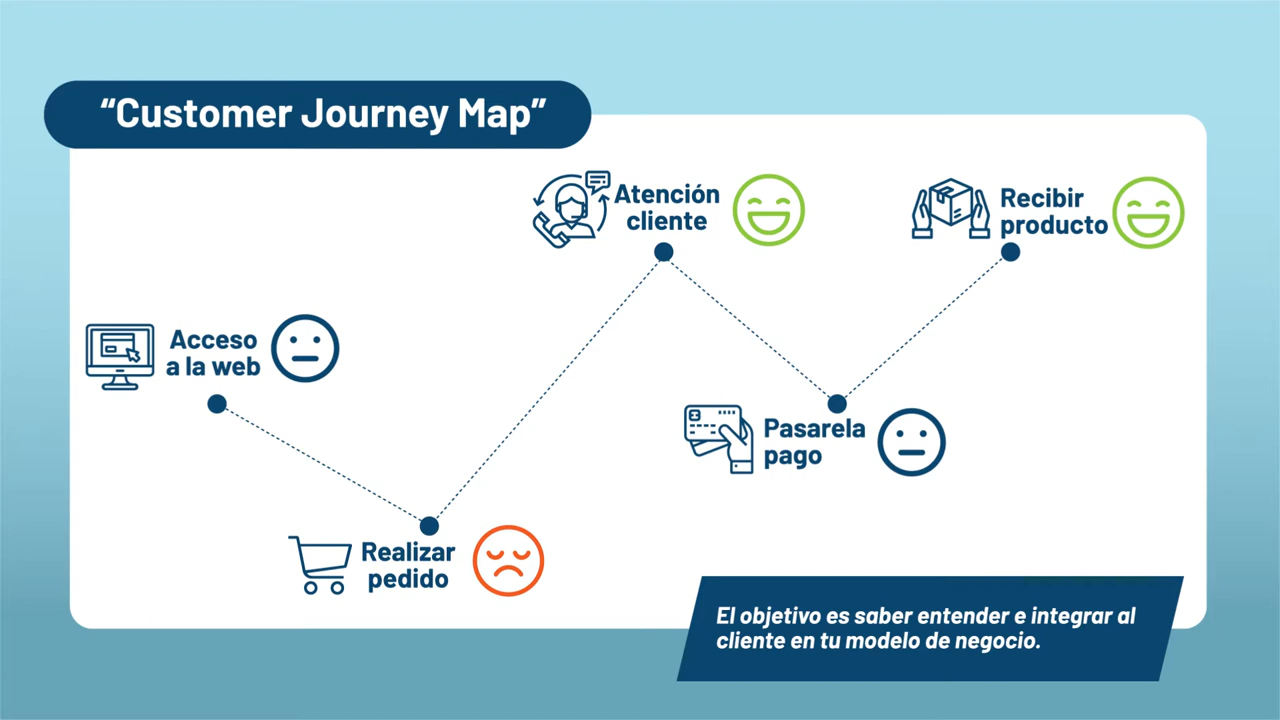 “Customer Journey Map”
Acceso
a la web
Realizar
pedido
Atención
cliente
Pasarela
pago
Recibir
producto
El objetivo es saber entender e integrar al
cliente en tu modelo de negocio.